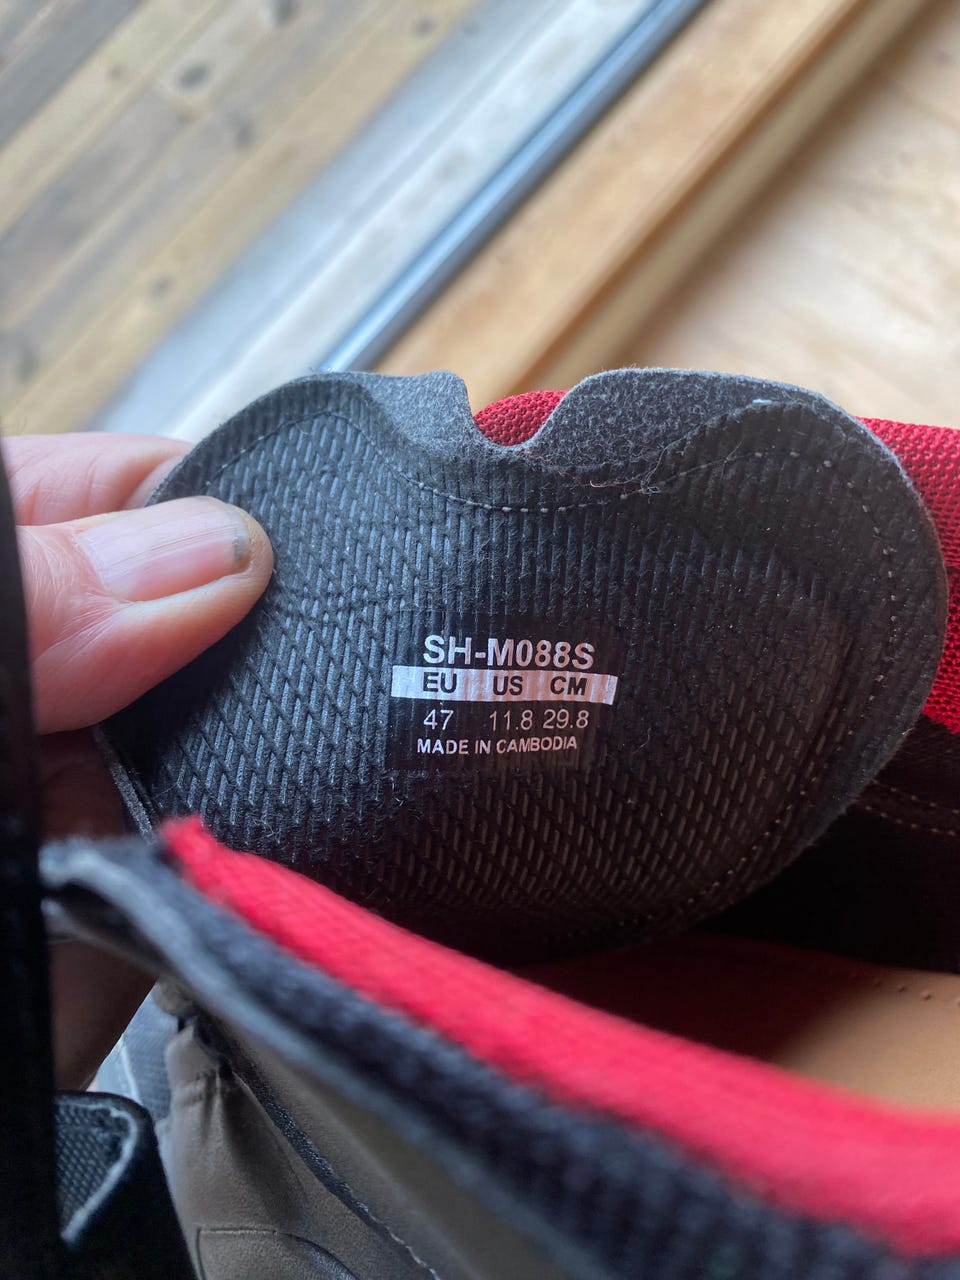 SH-M088S
EU US CM
47 11.8 29.8
MADE IN CAMBODIA